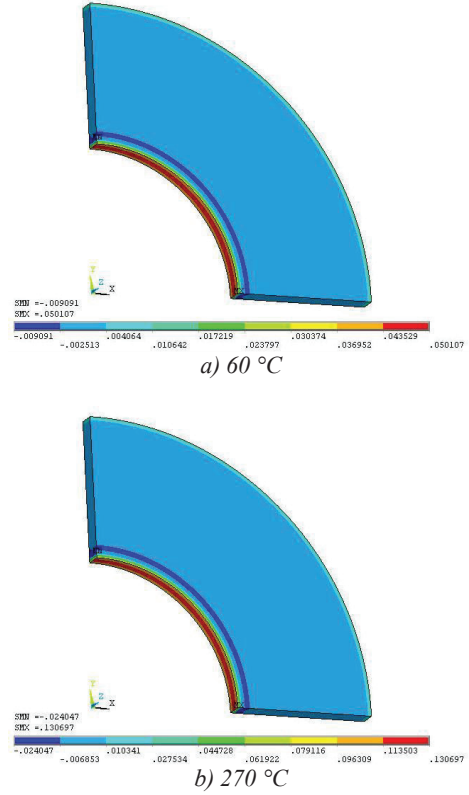 X
SMN =-.009091
SMX =.050107
-.009091 .004064 .017219 .030374 .043529
-.002513 .010642 .023797 .036952 .050107
a) 60 °C
X
SMN =-.024047
SMX =.130697
-.024047 .010341 .044728 .079116 .113503
-.006853 .027534 .061922 .096309 .130697
b) 270 °C